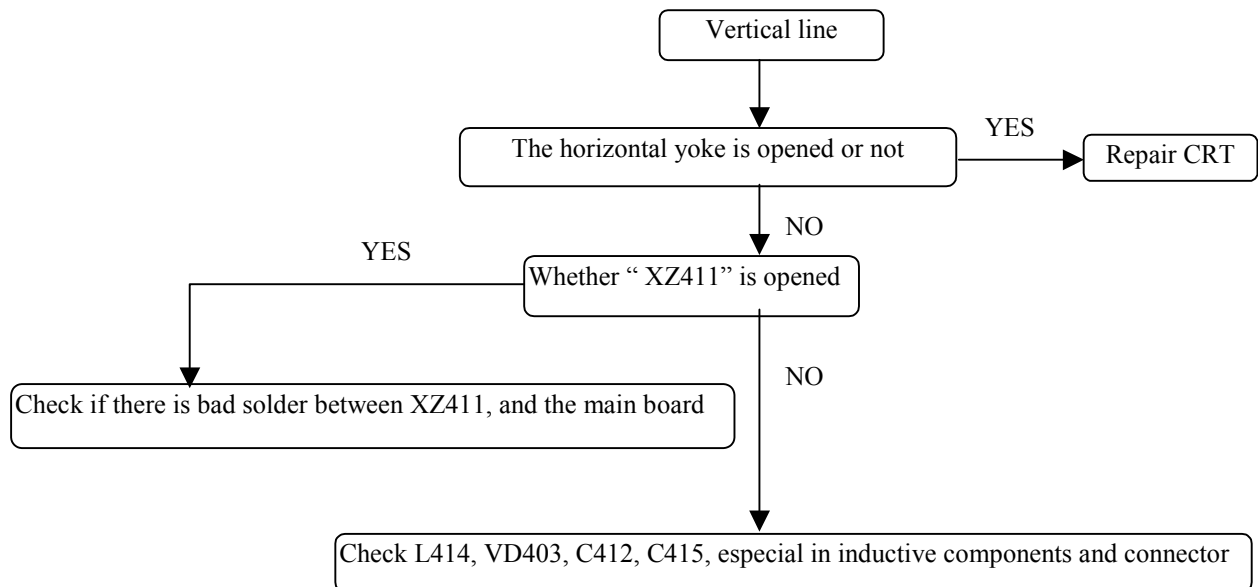 Vertical line
YES
The horizontal yoke is opened or not
Repair CRT
NO
YES
Whether “ XZ411” is opened
NO
Check if there is bad solder between XZ411, and the main board
Check L414, VD403, C412, C415, especial in inductive components and connector